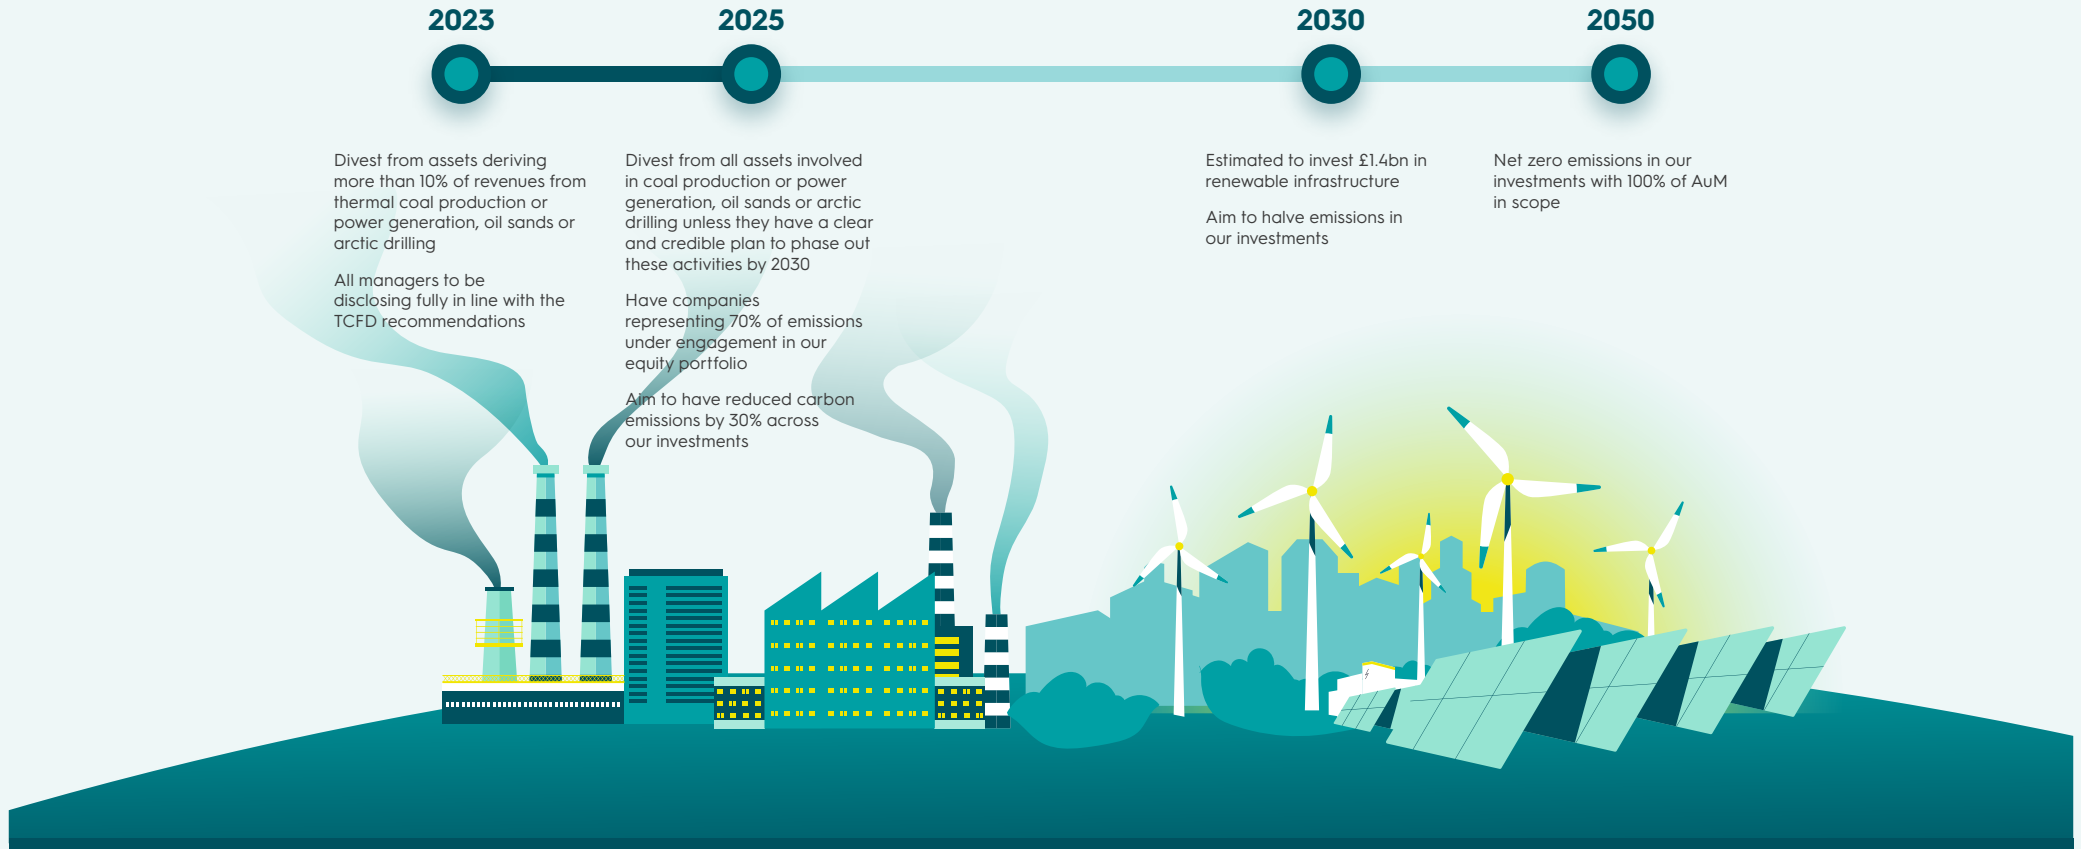 2023
Divest from assets deriving
more than 10% of revenues from
thermal coal production or
power generation, oil sands or
arctic drilling
All managers to be
disclosing fully in line with the
TCFD recommendations
2025
Divest from all assets involved
in coal production or power
generation, oil sands or arctic
drilling unless they have a clear
and credible plan to phase out
these activities by 2030
Have companies
representing 70% of emissions
under engagement in our
equity portfolio
Aim to have reduced carbon
emissions by 30% across
our investments
2030
Estimated to invest £1.4bn in
renewable infrastructure
Aim to halve emissions in
our investments
2050
Net zero emissions in our
investments with 100% of AuM
in scope